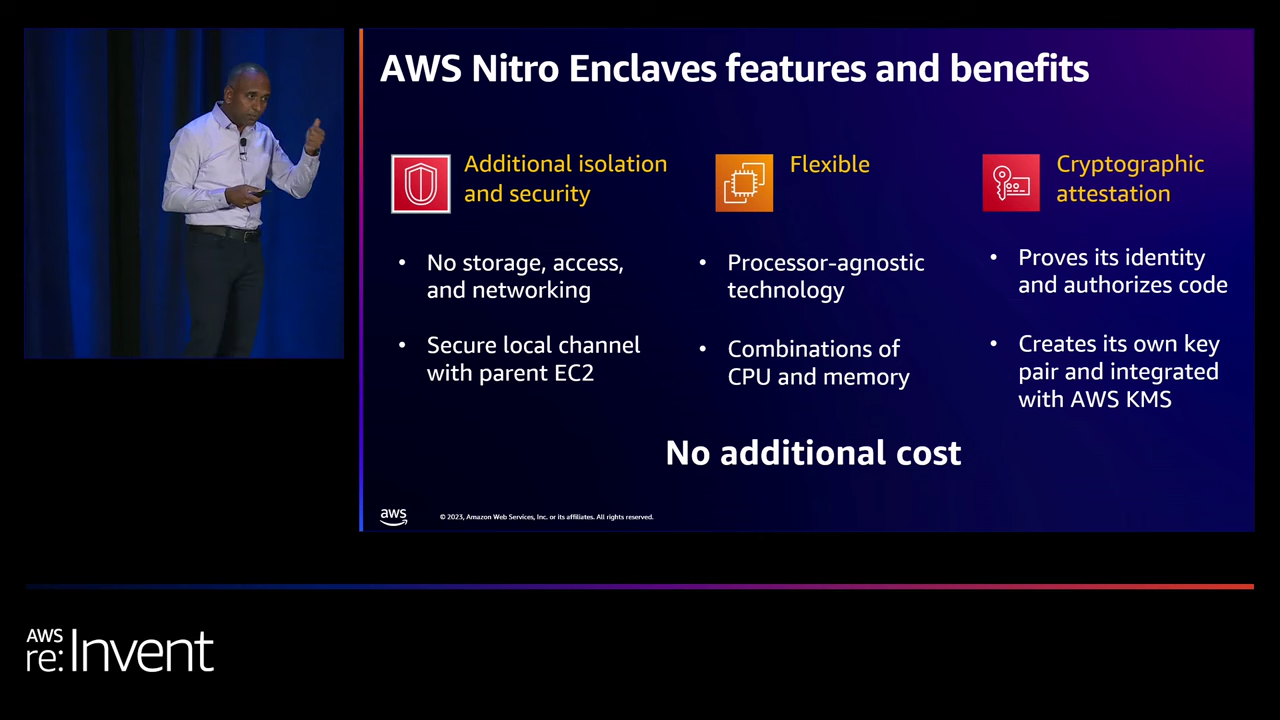 AWS Nitro Enclaves features and benefits
Additional isolation
and security
• No storage, access,
and networking
• Secure local channel
with parent EC2
Flexible
• Processor-agnostic
technology
• Combinations of
CPU and memory
Cryptographic
attestation
• Proves its identity
and authorizes code
• Creates its own key
pair and integrated
with AWS KMS
No additional cost
aws
© 2023, Amazon Web Services, Inc. or its affiliates. All rights reserved.
AWS
re:Invent